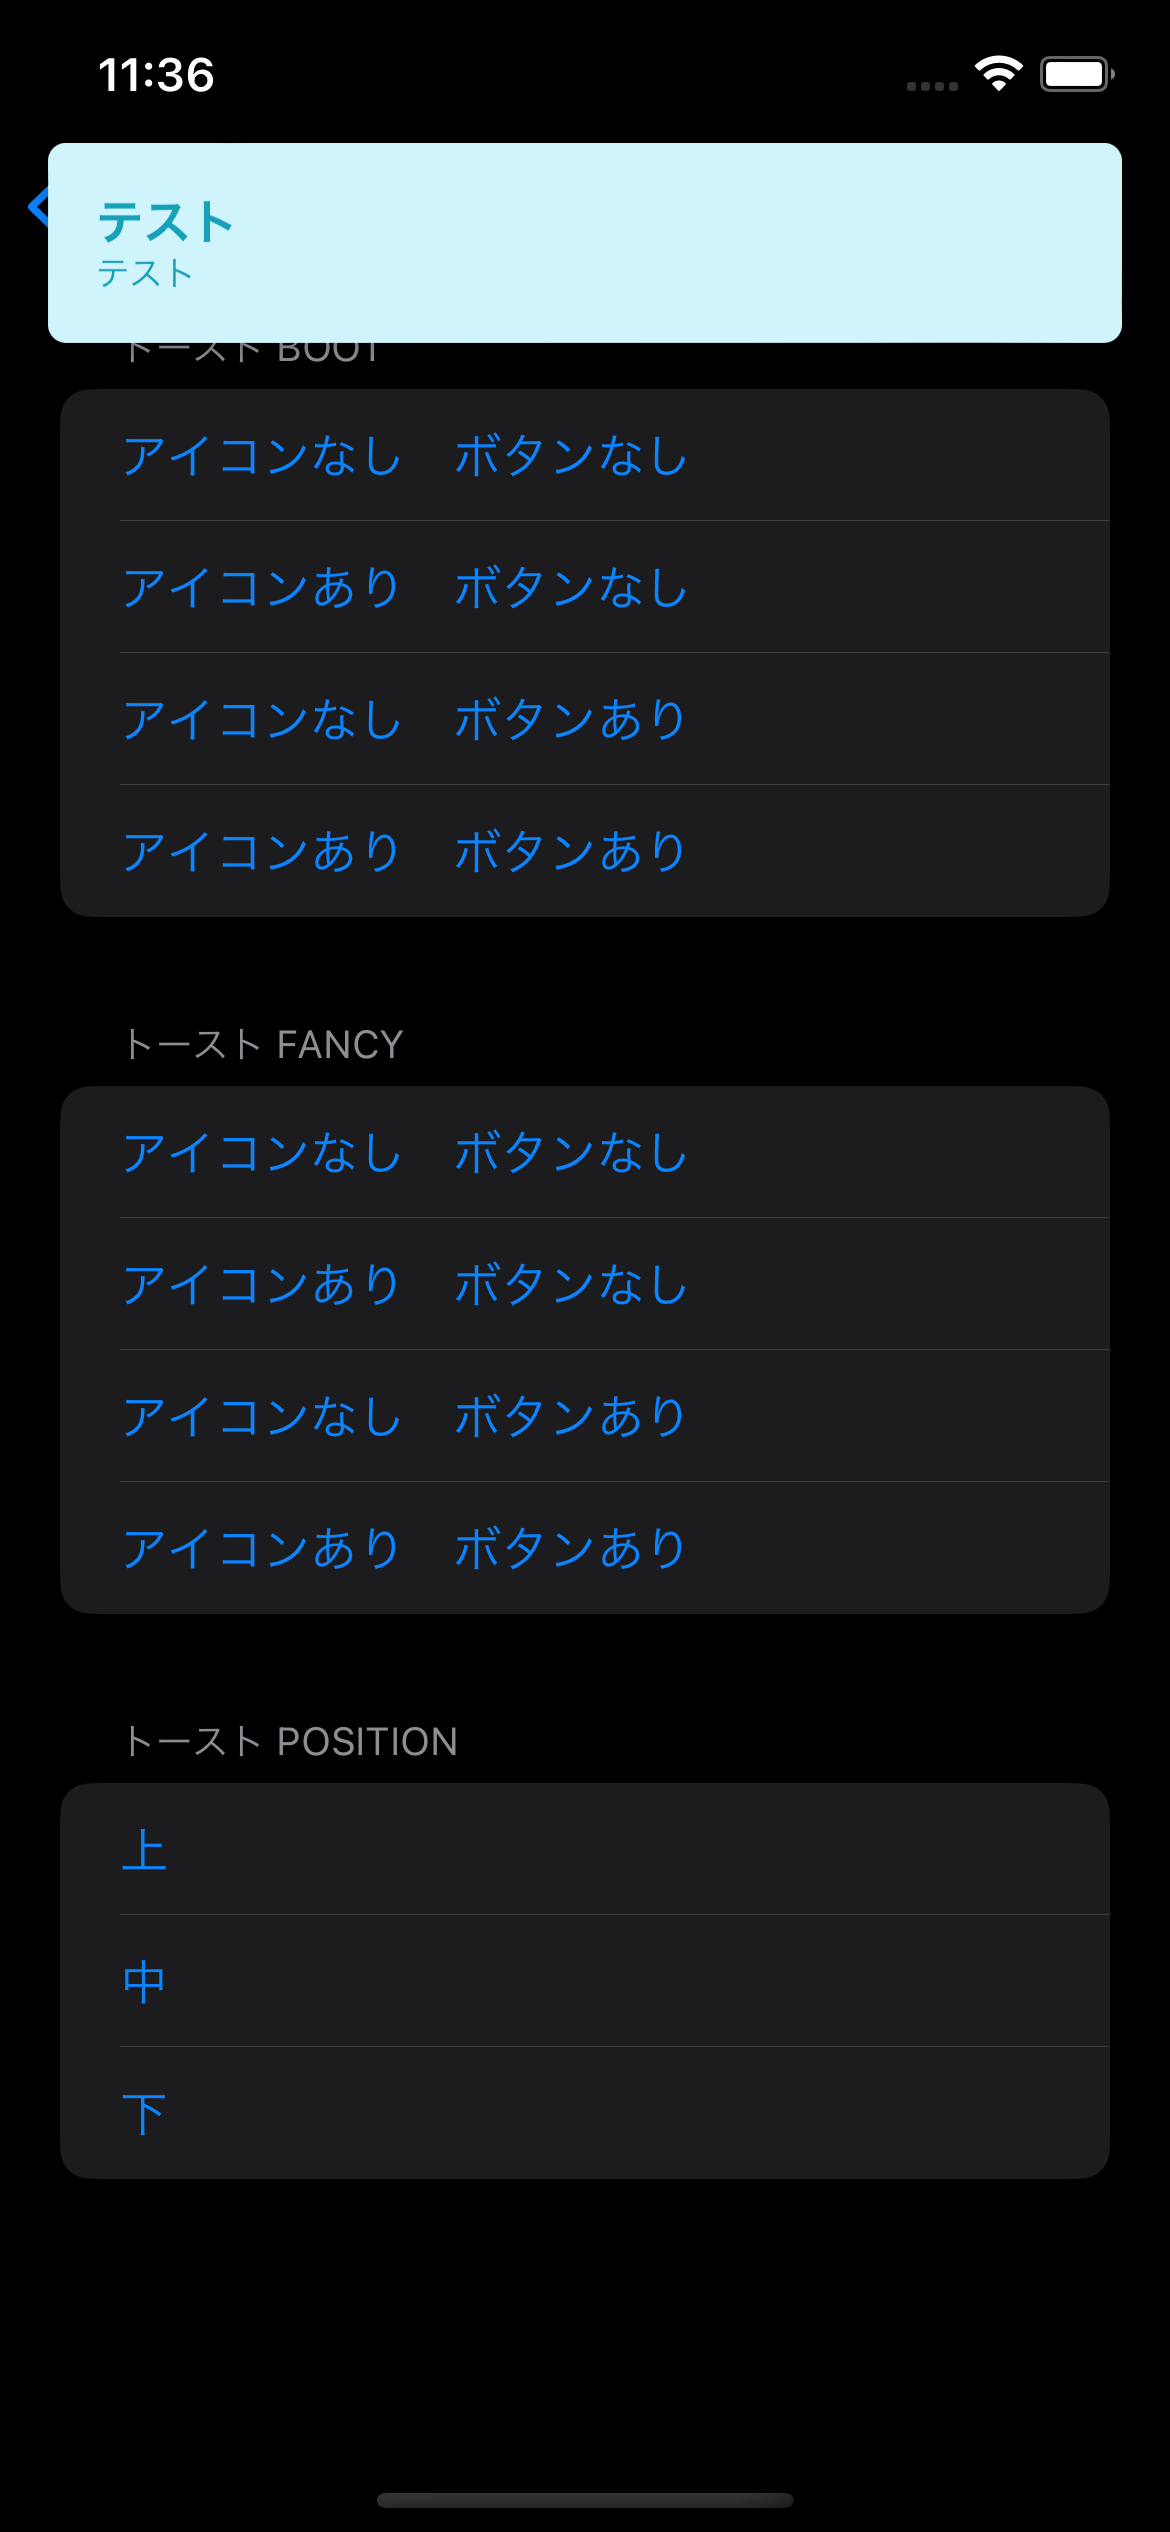 11:36
テスト
テスト
トースト BOOT
アイコンなし　ボタンなし
アイコンあり　ボタンなし
アイコンなし　ボタンあり
アイコンあり　ボタンあり
トースト FANCY
アイコンなし　ボタンなし
アイコンあり　ボタンなし
アイコンなし　ボタンあり
アイコンあり　ボタンあり
トースト POSITION
上
中
下